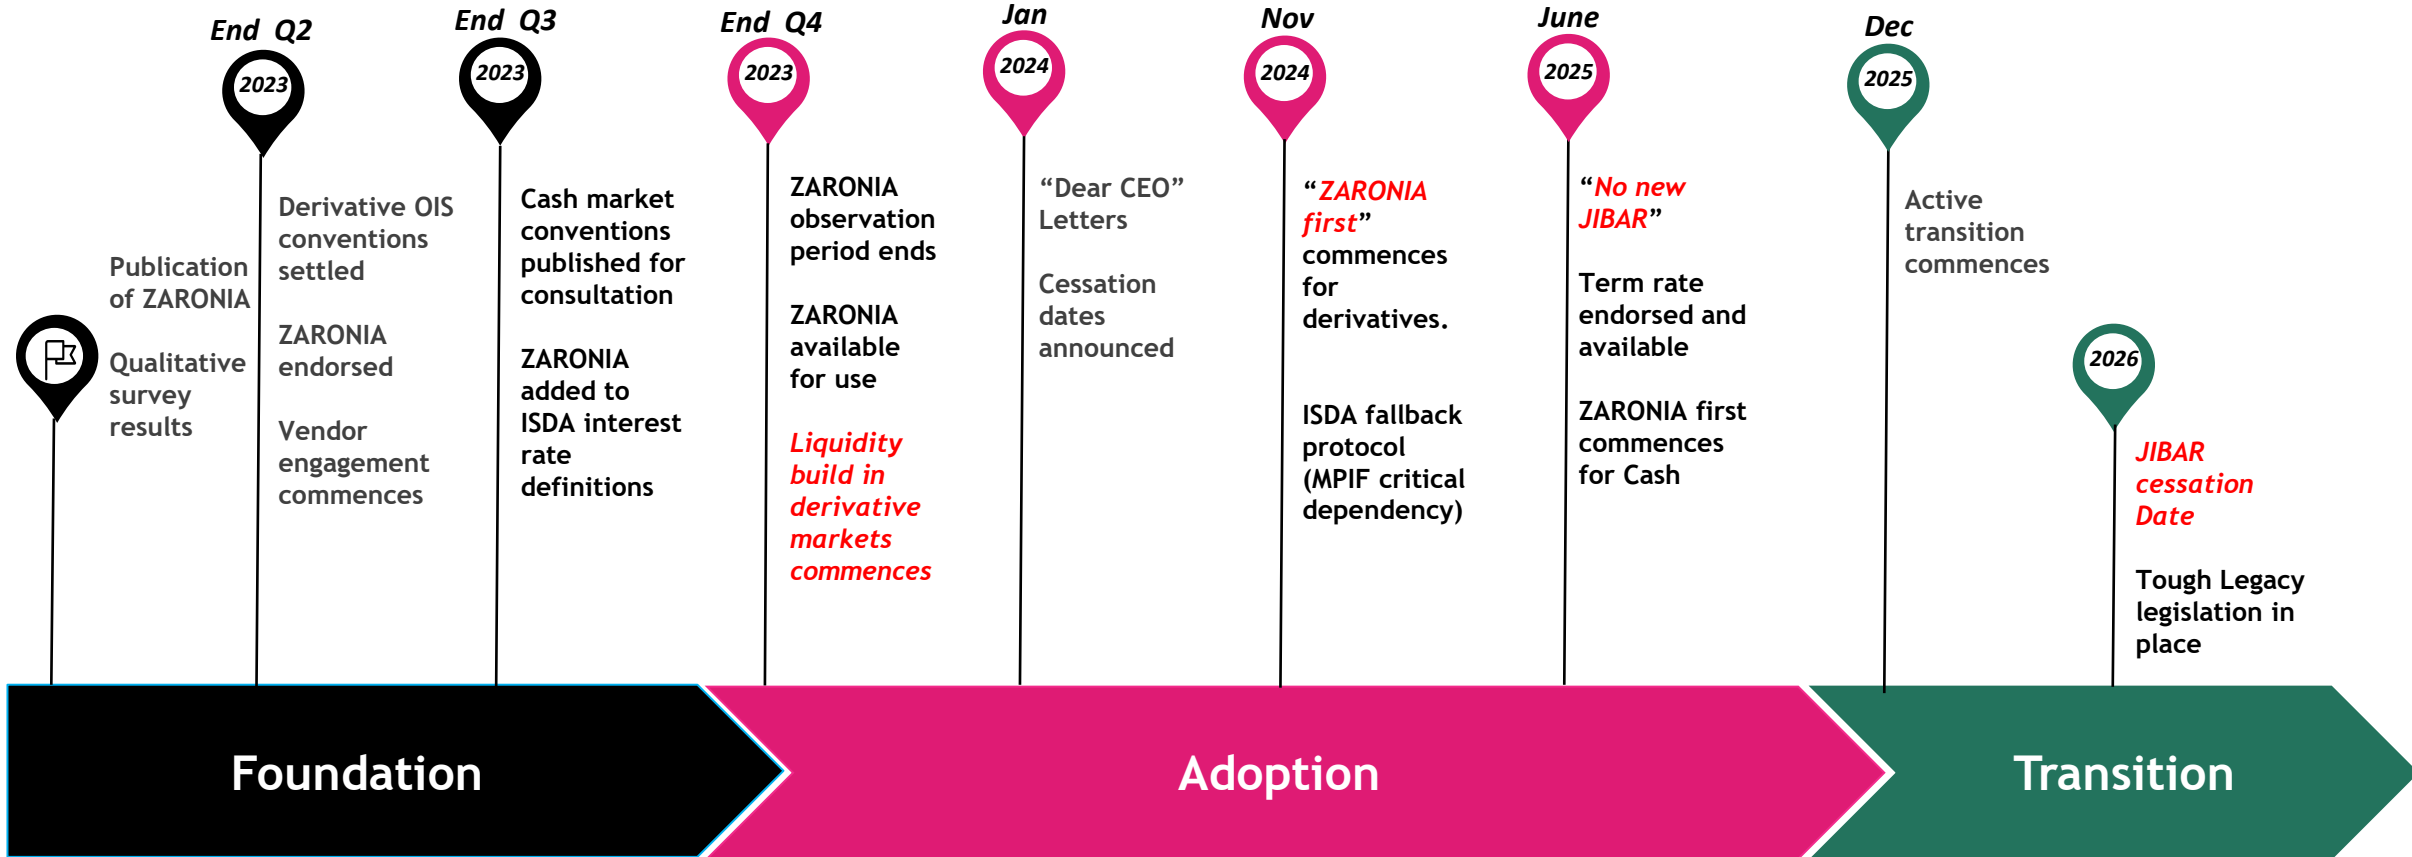 Publication
of ZARONIA
Qualitative
survey
results
End Q2
2023
Derivative OIS
conventions
settled
ZARONIA
endorsed
Vendor
engagement
commences
End Q3
2023
Cash market
conventions
published for
consultation
ZARONIA
added to
ISDA interest
rate
definitions
End Q4
2023
ZARONIA
observation
period ends
ZARONIA
available
for use
Liquidity
build in
derivative
markets
commences
Jan
2024
“Dear CEO”
Letters
Cessation
dates
announced
Nov
2024
“ZARONIA
first”
commences
for
derivatives.
ISDA fallback
protocol
(MPIF critical
dependency)
June
2025
“No new
JIBAR”
Term rate
endorsed and
available
ZARONIA first
commences
for Cash
Dec
2025
Active
transition
commences
2026
JIBAR
cessation
Date
Tough Legacy
legislation in
place
Foundation
Adoption
Transition